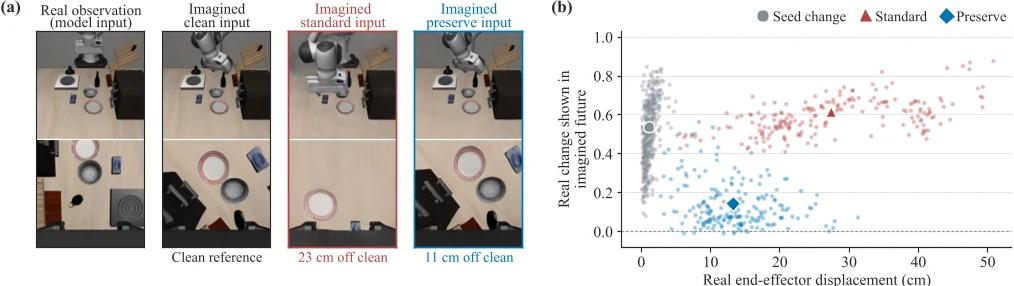 (a)
Real observation
(model input)
Imagined
clean input
Imagined
standard input
Imagined
preserve input
Clean reference
23 cm off clean
11 cm off clean
(b)
Seed change
Standard
Preserve
Real change shown in
imagined future
1.0
0.8
0.6
0.4
0.2
0.0
0
10
20
30
40
50
Real end-effector displacement (cm)